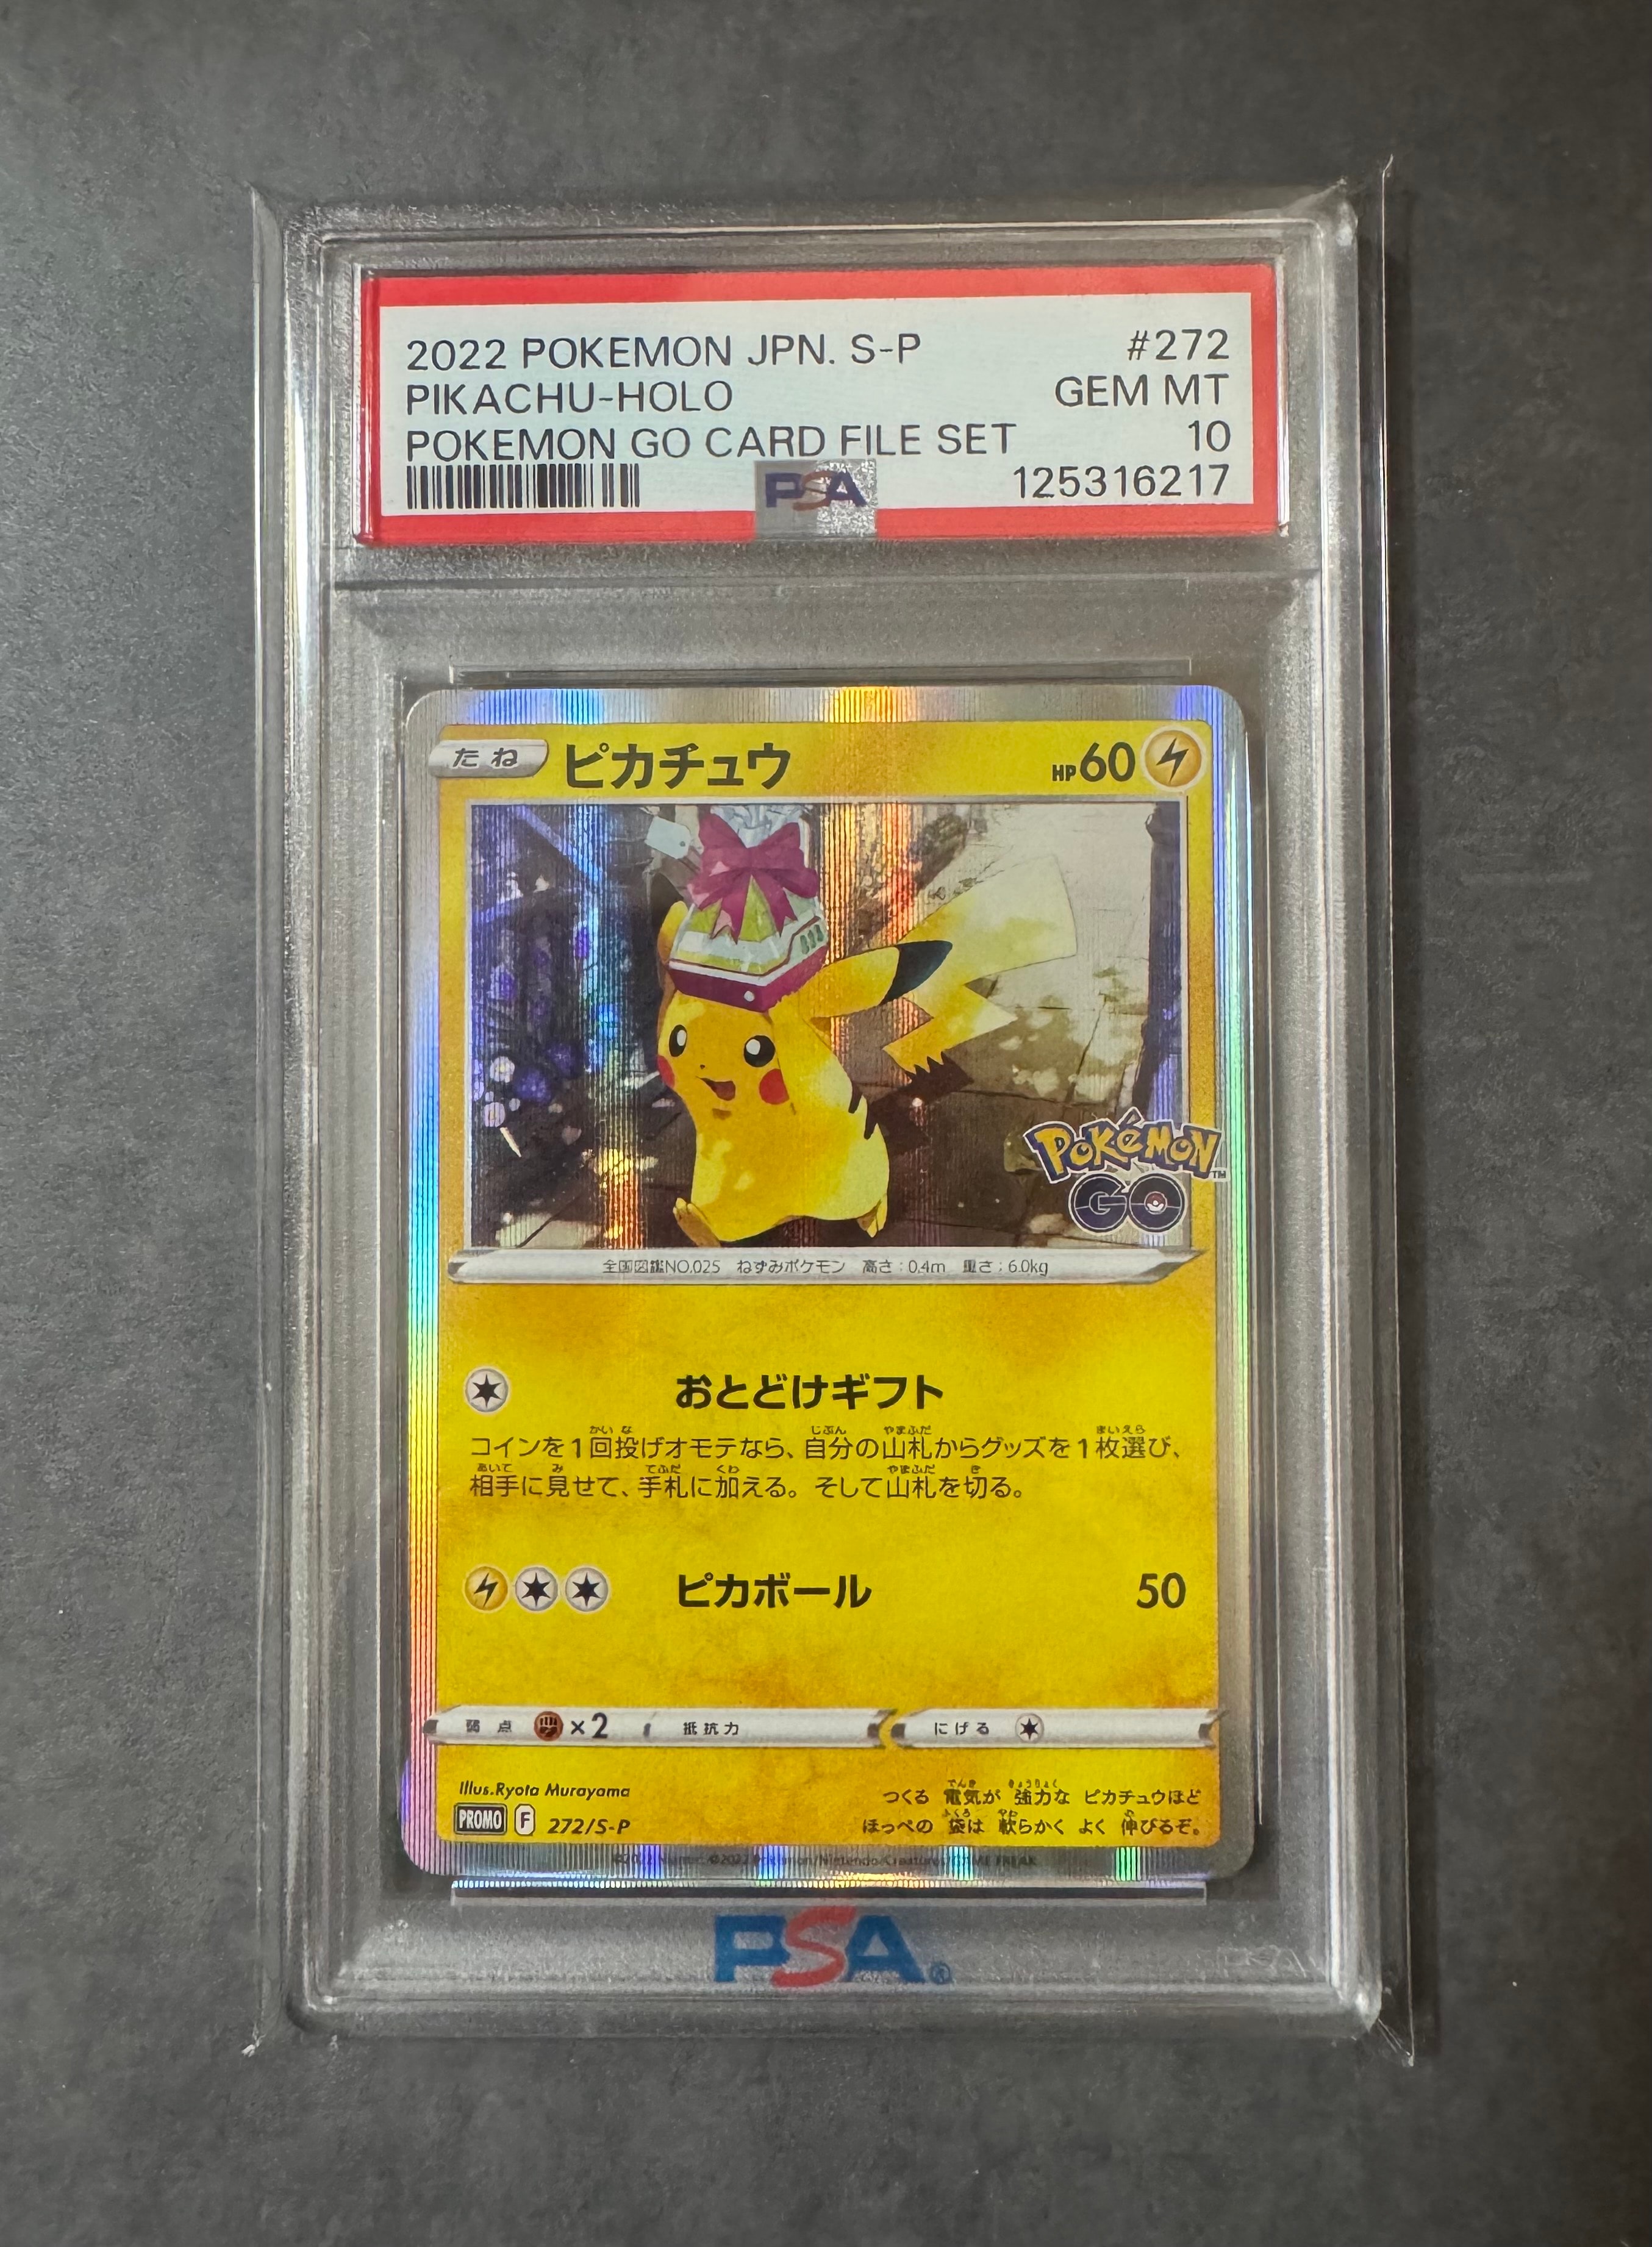 2022 POKEMON JPN. S-P #272
PIKACHU-HOLO GEM MT
POKEMON GO CARD FILE SET 10
PSA 125316217
たね ピカチュウ HP60
Pokémon TM
GO
全国図鑑NO.025 ねずみポケモン 高さ:0.4m 重さ:6.0kg
おとどけギフト
コインを1回投げオモテなら、自分の山札からグッズを1枚選び、
相手に見せて、手札に加える。そして山札を切る。
ピカボール 50
弱点 ×2 抵抗力 にげる
Illus.Ryota Murayama
つくる 電気が 強力な ピカチュウほど
PROMO F 272/S-P
ほっぺの 袋は 軟らかく よく 伸びるぞ。
PSA®